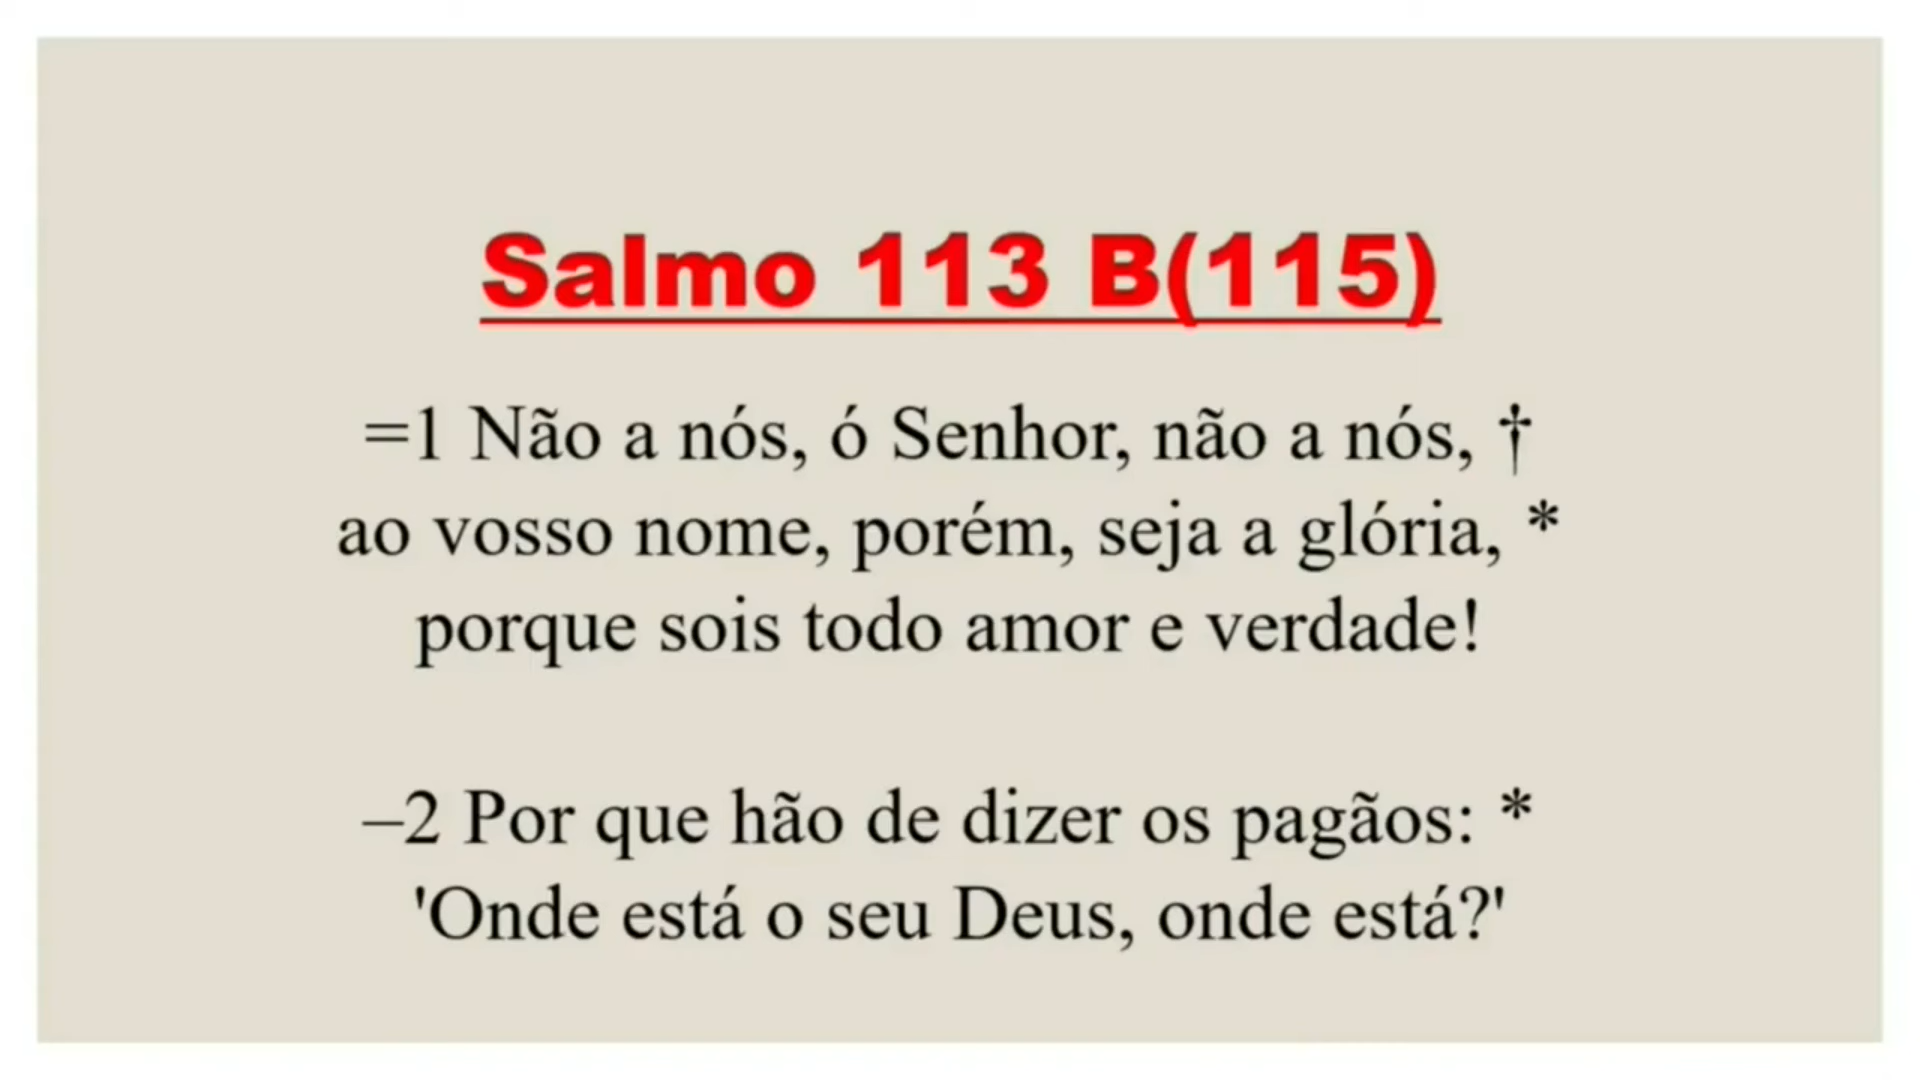 Salmo 113 B(115)
=1 Não a nós, ó Senhor, não a nós, †
ao vosso nome, porém, seja a glória, *
porque sois todo amor e verdade!
–2 Por que hão de dizer os pagãos: *
'Onde está o seu Deus, onde está?'